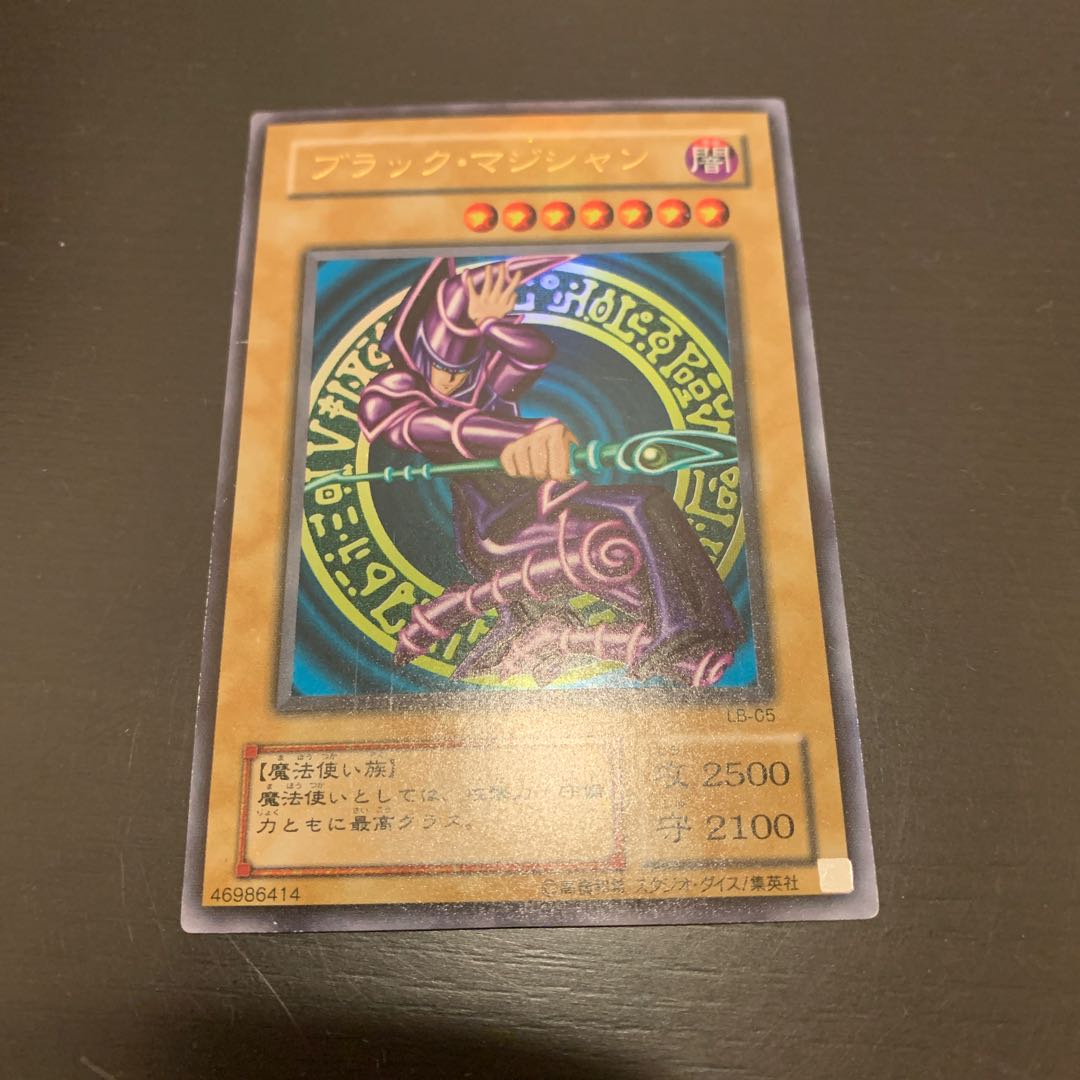 ブラック・マジシャン
闇
LB-05
【魔法使い族】
魔法使いとしては、攻撃力・守備
力ともに最高クラス。
攻 2500
守 2100
46986414
©高橋和希 スタジオ・ダイス/集英社